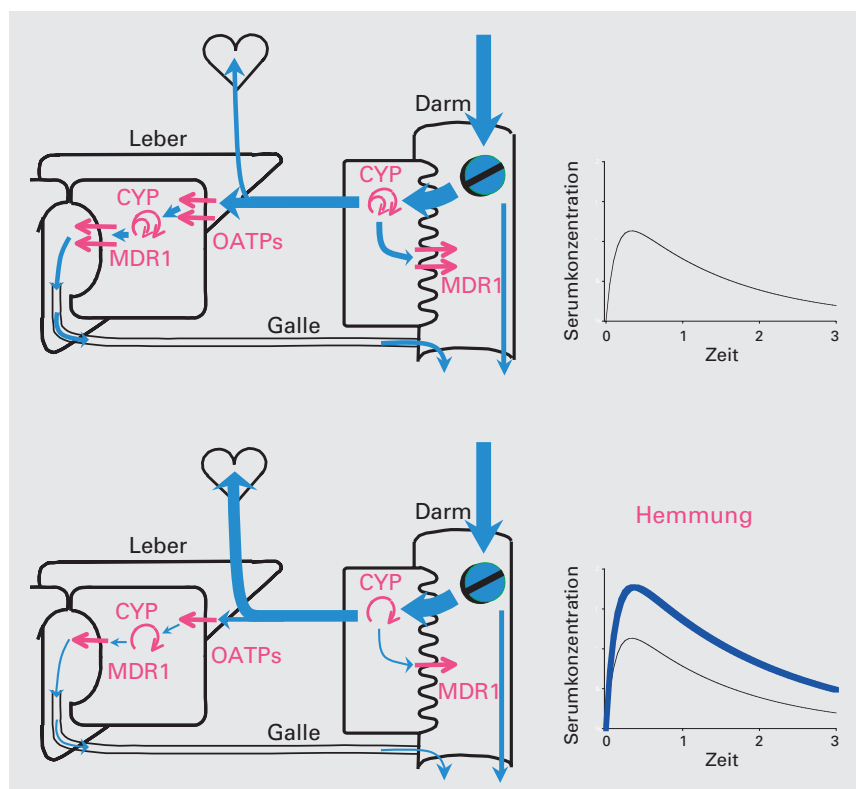 Darm
Leber
CYP
CYP
OATPs
MDR1
MDR1
Galle
Serumkonzentration
0 1 2 3
Zeit
Darm
Hemmung
Leber
CYP
CYP
OATPs
MDR1
MDR1
Galle
Serumkonzentration
0 1 2 3
Zeit